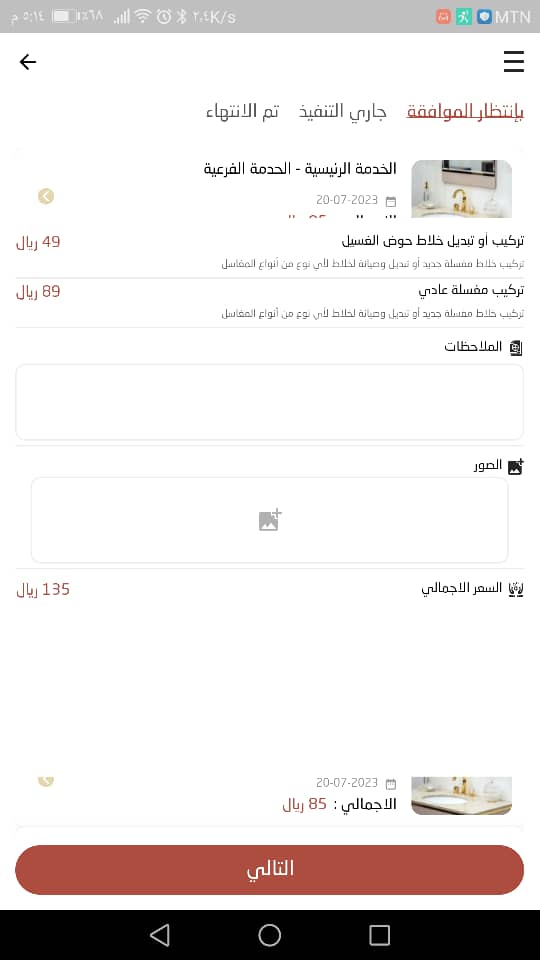 ٥:١٤ م ٪٦٨ ٢.٤K/s MTN
بإنتظار الموافقة جاري التنفيذ تم الانتهاء
الخدمة الرئيسية - الخدمة الفرعية
20-07-2023
تركيب أو تبديل خلاط حوض الغسيل 49 ريال
تركيب خلاط مغسلة جديد أو تبديل وصيانة لخلاط لأي نوع من أنواع المغاسل
تركيب مغسلة عادي 89 ريال
تركيب خلاط مغسلة جديد أو تبديل وصيانة لخلاط لأي نوع من أنواع المغاسل
الملاحظات
الصور
السعر الاجمالي 135 ريال
20-07-2023
الاجمالي : 85 ريال
التالي